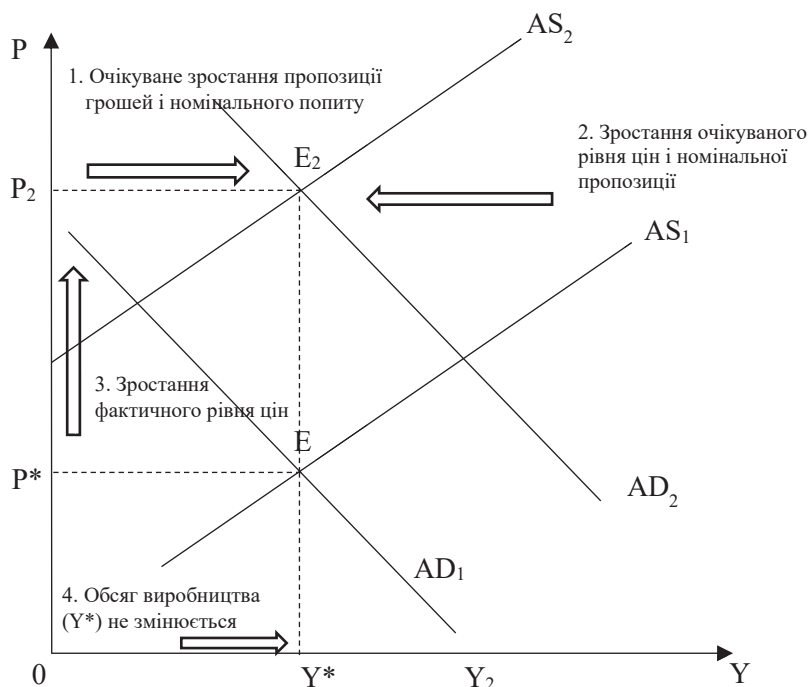 AS₂
P
1. Очікуване зростання пропозиції
грошей і номінального попиту
2. Зростання очікуваного
рівня цін і номінальної
пропозиції
E₂
P₂
AS₁
3. Зростання
фактичного рівня цін
E
P*
AD₂
AD₁
4. Обсяг виробництва
(Y*) не змінюється
0
Y*
Y₂
Y